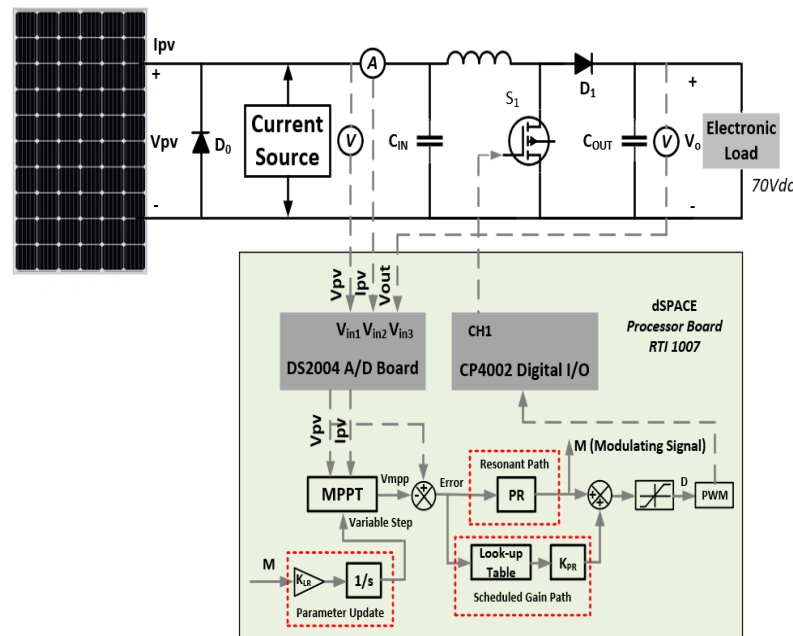 Ipv
+
Vpv
-
D0
Current
Source
V
A
CIN
S1
D1
COUT
V
+
Vo
-
Electronic
Load
70Vdc
Vpv
Ipv
Vout
Vin1 Vin2 Vin3
DS2004 A/D Board
CH1
CP4002 Digital I/O
dSPACE
Processor Board
RTI 1007
Vpv
Ipv
MPPT
Vmpp
+
-
Error
Variable Step
Resonant Path
PR
M (Modulating Signal)
+
+
D
PWM
Look-up
Table
KPR
Scheduled Gain Path
M
KLR
1/s
Parameter Update